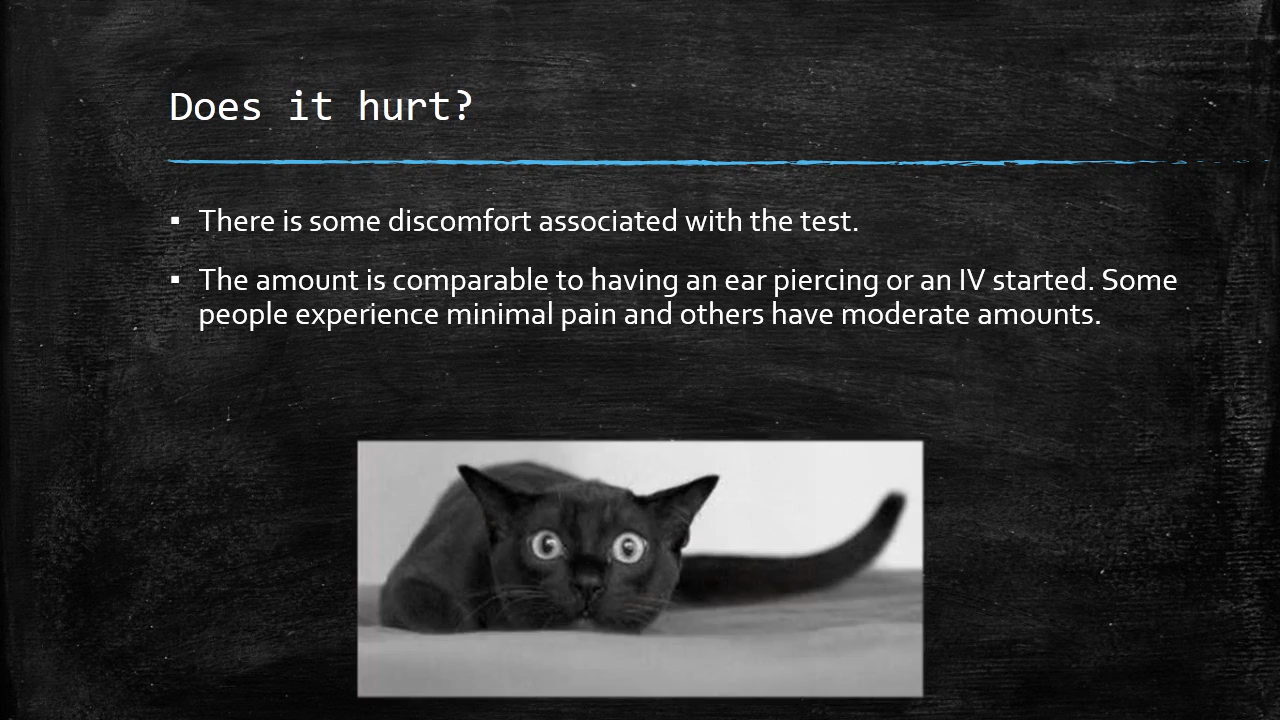 Does it hurt?
▪ There is some discomfort associated with the test.
▪ The amount is comparable to having an ear piercing or an IV started. Some
people experience minimal pain and others have moderate amounts.